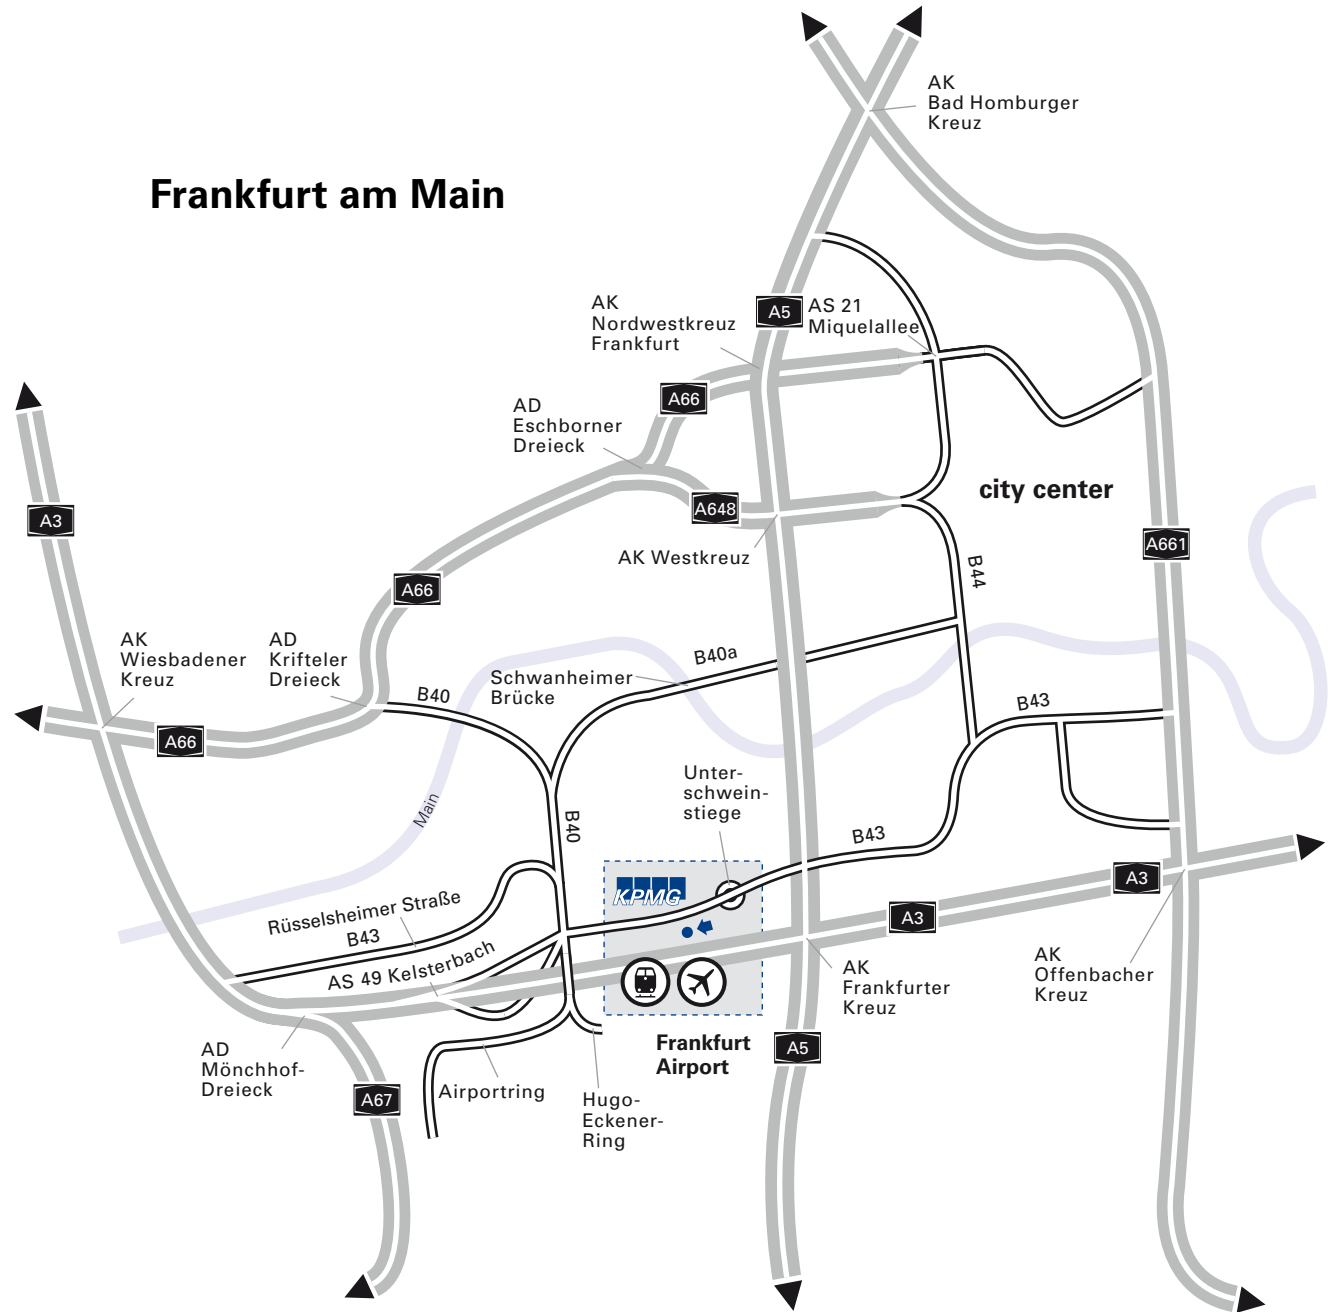 AK
Bad Homburger
Kreuz
Frankfurt am Main
AK
Nordwestkreuz
Frankfurt
A5
AS 21
Miquelallee
A66
AD
Eschborner
Dreieck
A648
city center
A3
AK Westkreuz
A661
B44
A66
AK
Wiesbadener
Kreuz
AD
Krifteler
Dreieck
Schwanheimer
Brücke
B40a
B40
B43
A66
Unter-
schwein-
stiege
Main
B40
B43
A3
KPMG
Rüsselsheimer Straße
B43
A3
AS 49 Kelsterbach
AK
Frankfurter
Kreuz
AK
Offenbacher
Kreuz
Frankfurt
Airport
A5
AD
Mönchhof-
Dreieck
A67
Airportring
Hugo-
Eckener-
Ring